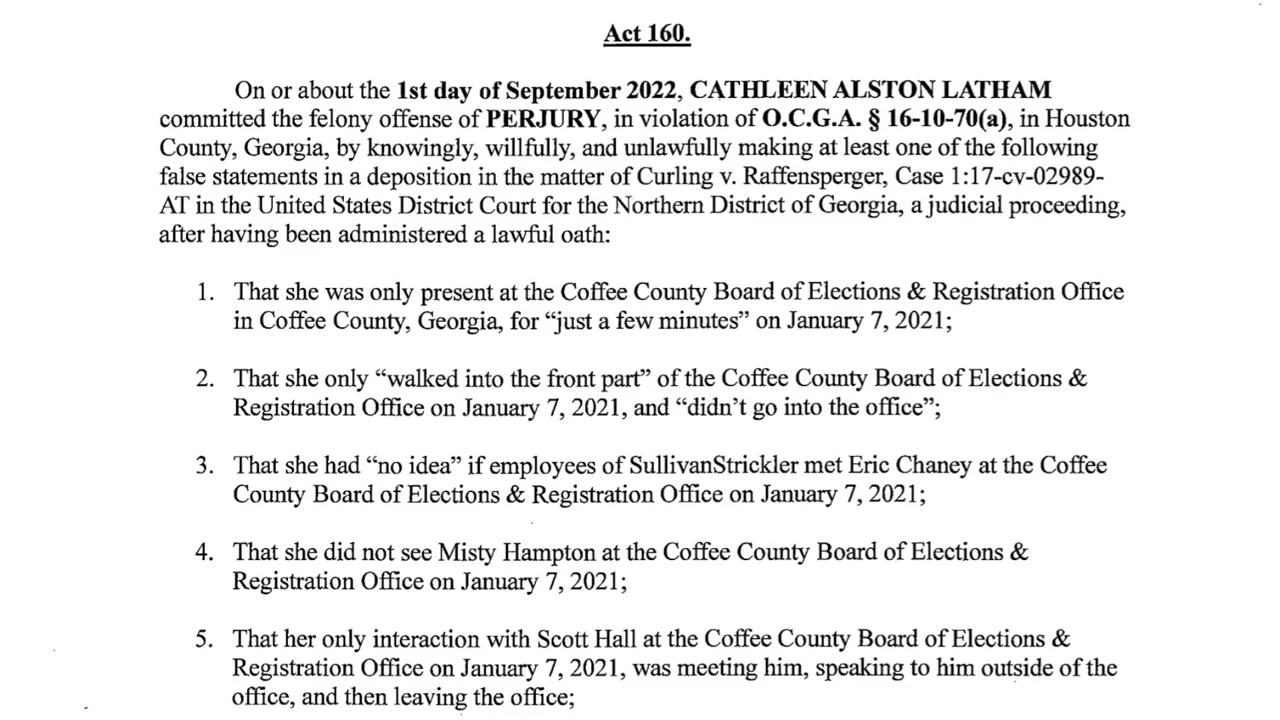 Act 160.
On or about the 1st day of September 2022, CATHLEEN ALSTON LATHAM
committed the felony offense of PERJURY, in violation of O.C.G.A. § 16-10-70(a), in Houston
County, Georgia, by knowingly, willfully, and unlawfully making at least one of the following
false statements in a deposition in the matter of Curling v. Raffensperger, Case 1:17-cv-02989-
AT in the United States District Court for the Northern District of Georgia, a judicial proceeding,
after having been administered a lawful oath:
1. That she was only present at the Coffee County Board of Elections & Registration Office
in Coffee County, Georgia, for “just a few minutes” on January 7, 2021;
2. That she only “walked into the front part” of the Coffee County Board of Elections &
Registration Office on January 7, 2021, and “didn’t go into the office”;
3. That she had “no idea” if employees of SullivanStrickler met Eric Chaney at the Coffee
County Board of Elections & Registration Office on January 7, 2021;
4. That she did not see Misty Hampton at the Coffee County Board of Elections &
Registration Office on January 7, 2021;
5. That her only interaction with Scott Hall at the Coffee County Board of Elections &
Registration Office on January 7, 2021, was meeting him, speaking to him outside of the
office, and then leaving the office;